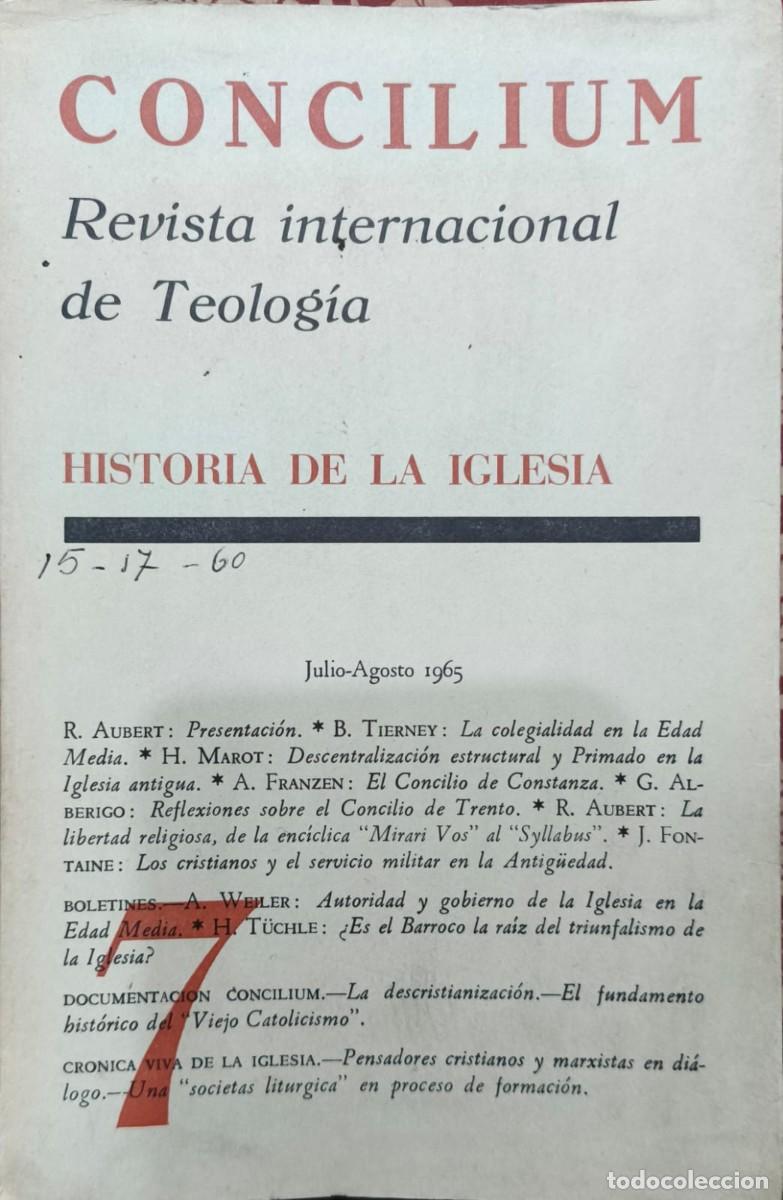 CONCILIUM
Revista internacional
de Teología
HISTORIA DE LA IGLESIA
15-17-60
Julio-Agosto 1965
R. AUBERT: Presentación. * B. TIERNEY: La colegialidad en la Edad
Media. * H. MAROT: Descentralización estructural y Primado en la
Iglesia antigua. * A. FRANZEN: El Concilio de Constanza. * G. AL-
BERIGO: Reflexiones sobre el Concilio de Trento. * R. AUBERT: La
libertad religiosa, de la encíclica "Mirari Vos" al "Syllabus". * J. FON-
TAINE: Los cristianos y el servicio militar en la Antigüedad.
BOLETINES.—A. WEILER: Autoridad y gobierno de la Iglesia en la
Edad Media. * H. TÜCHLE: ¿Es el Barroco la raíz del triunfalismo de
la Iglesia?
DOCUMENTACION CONCILIUM.—La descristianización.—El fundamento
histórico del "Viejo Catolicismo".
CRONICA VIVA DE LA IGLESIA.—Pensadores cristianos y marxistas en diá-
logo.—Una "societas liturgica" en proceso de formación.
7
todocoleccion